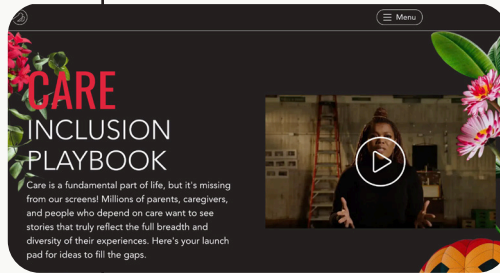 Menu
CARE
INCLUSION
PLAYBOOK
Care is a fundamental part of life, but it's missing
from our screens! Millions of parents, caregivers,
and people who depend on care want to see
stories that truly reflect the full breadth and
diversity of their experiences. Here's your launch
pad for ideas to fill the gaps.